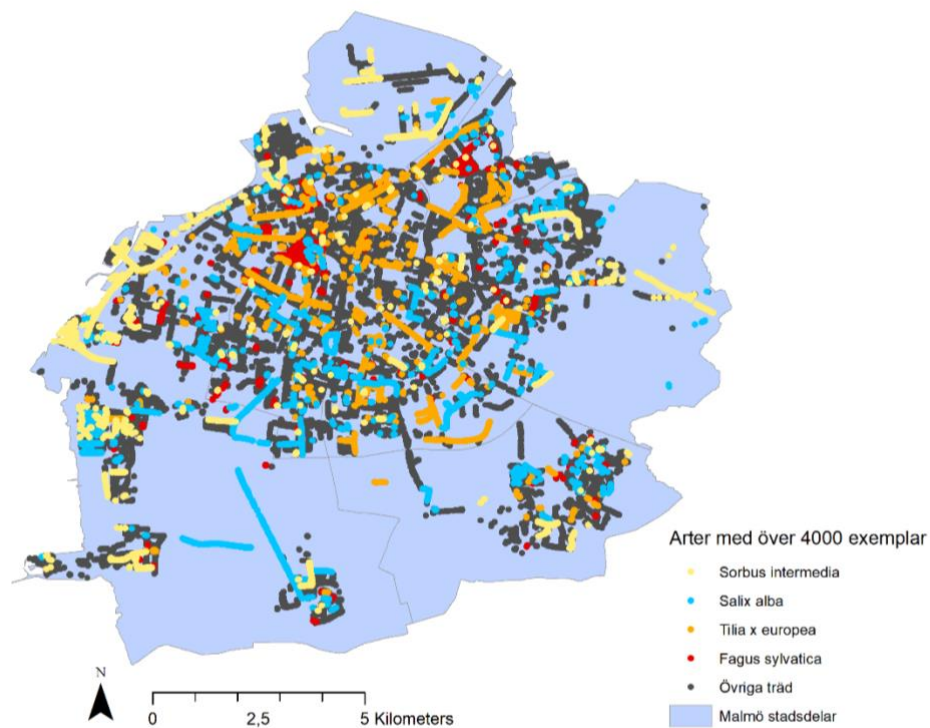 Arter med över 4000 exemplar
Sorbus intermedia
Salix alba
Tilia x europea
Fagus sylvatica
Övriga träd
Malmö stadsdelar
N
0 2,5 5 Kilometers